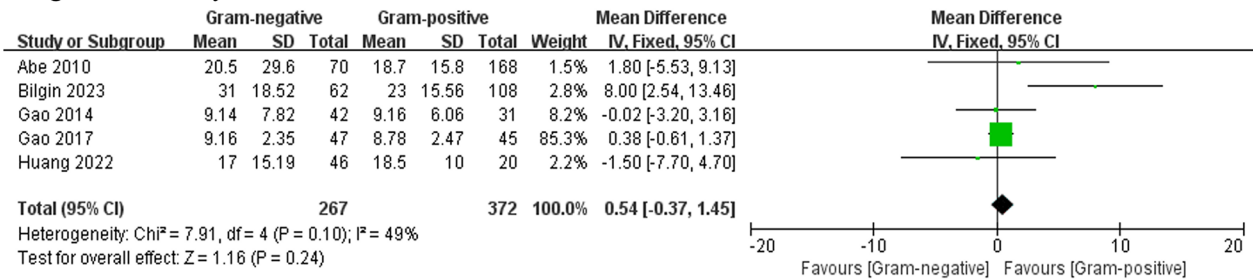 Gram-negative Gram-positive Mean Difference Mean Difference
Study or Subgroup Mean SD Total Mean SD Total Weight IV, Fixed, 95% CI IV, Fixed, 95% CI
Abe 2010 20.5 29.6 70 18.7 15.8 168 1.5% 1.80 [-5.53, 9.13]
Bilgin 2023 31 18.52 62 23 15.56 108 2.8% 8.00 [2.54, 13.46]
Gao 2014 9.14 7.82 42 9.16 6.06 31 8.2% -0.02 [-3.20, 3.16]
Gao 2017 9.16 2.35 47 8.78 2.47 45 85.3% 0.38 [-0.61, 1.37]
Huang 2022 17 15.19 46 18.5 10 20 2.2% -1.50 [-7.70, 4.70]
Total (95% CI) 267 372 100.0% 0.54 [-0.37, 1.45]
Heterogeneity: Chi² = 7.91, df = 4 (P = 0.10); I² = 49%
Test for overall effect: Z = 1.16 (P = 0.24)
-20 -10 0 10 20
Favours [Gram-negative] Favours [Gram-positive]